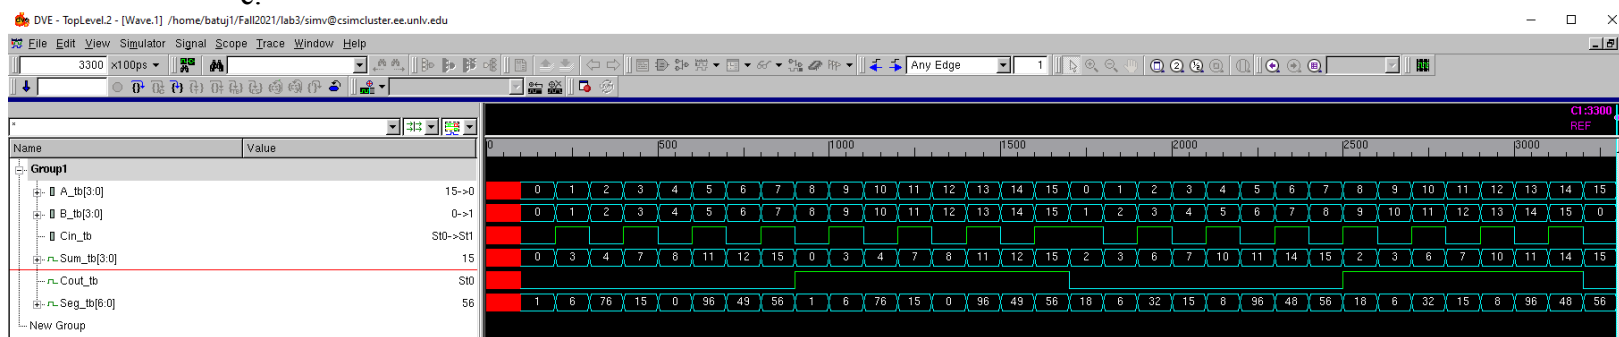 DVE - TopLevel.2 - [Wave.1] /home/batuj1/Fall2021/lab3/simv@csimcluster.ee.unlv.edu
File Edit View Simulator Signal Scope Trace Window Help
3300 x100ps Any Edge 1
C1:3300
REF
*
Name Value 0 500 1000 1500 2000 2500 3000
Group1
A_tb[3:0] 15->0 0 1 2 3 4 5 6 7 8 9 10 11 12 13 14 15 0 1 2 3 4 5 6 7 8 9 10 11 12 13 14 15
B_tb[3:0] 0->1 0 1 2 3 4 5 6 7 8 9 10 11 12 13 14 15 1 2 3 4 5 6 7 8 9 10 11 12 13 14 15 0
Cin_tb St0->St1
Sum_tb[3:0] 15 0 3 4 7 8 11 12 15 0 3 4 7 8 11 12 15 2 3 6 7 10 11 14 15 2 3 6 7 10 11 14 15
Cout_tb St0
Seg_tb[6:0] 56 1 6 76 15 0 96 49 56 1 6 76 15 0 96 49 56 18 6 32 15 8 96 48 56 18 6 32 15 8 96 48 56
New Group